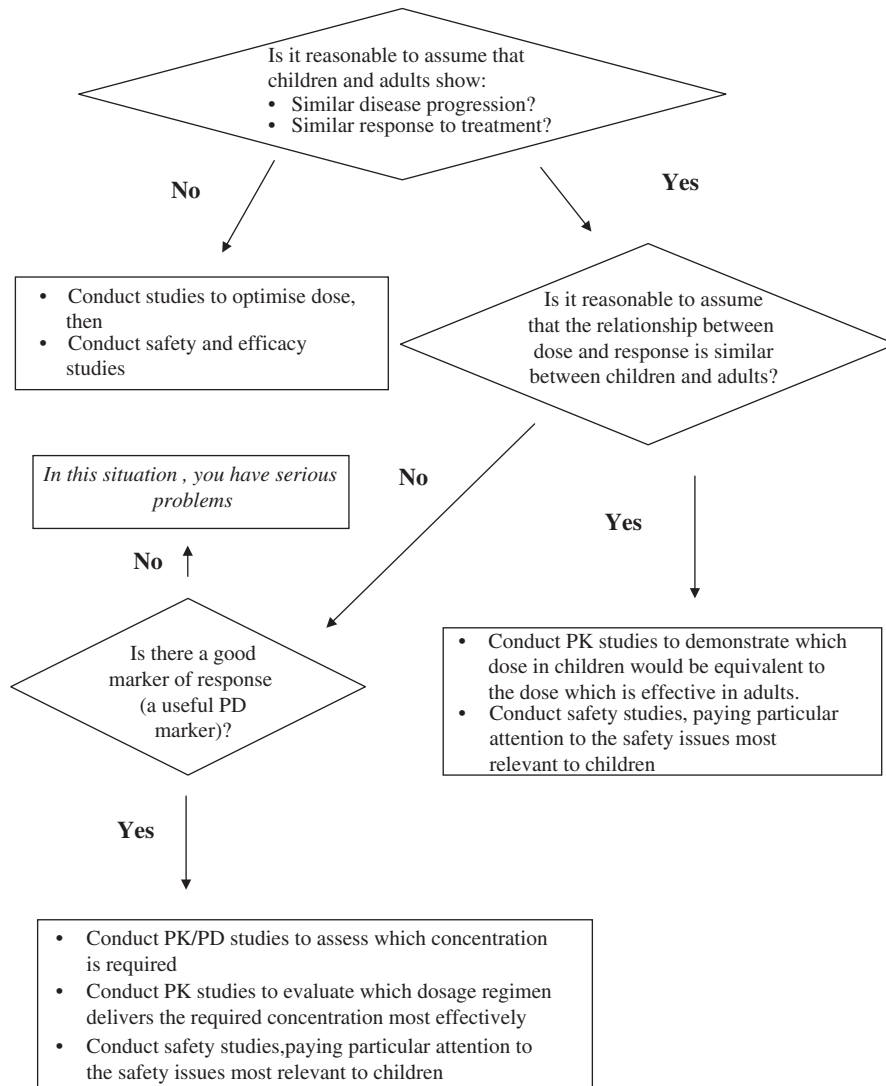 Is it reasonable to assume that
children and adults show:
• Similar disease progression?
• Similar response to treatment?
No
Yes
• Conduct studies to optimise dose,
then
• Conduct safety and efficacy
studies
Is it reasonable to assume
that the relationship between
dose and response is similar
between children and adults?
In this situation , you have serious
problems
No
Yes
No
Is there a good
marker of response
(a useful PD
marker)?
• Conduct PK studies to demonstrate which
dose in children would be equivalent to
the dose which is effective in adults.
• Conduct safety studies, paying particular
attention to the safety issues most
relevant to children
Yes
• Conduct PK/PD studies to assess which concentration
is required
• Conduct PK studies to evaluate which dosage regimen
delivers the required concentration most effectively
• Conduct safety studies,paying particular attention to
the safety issues most relevant to children